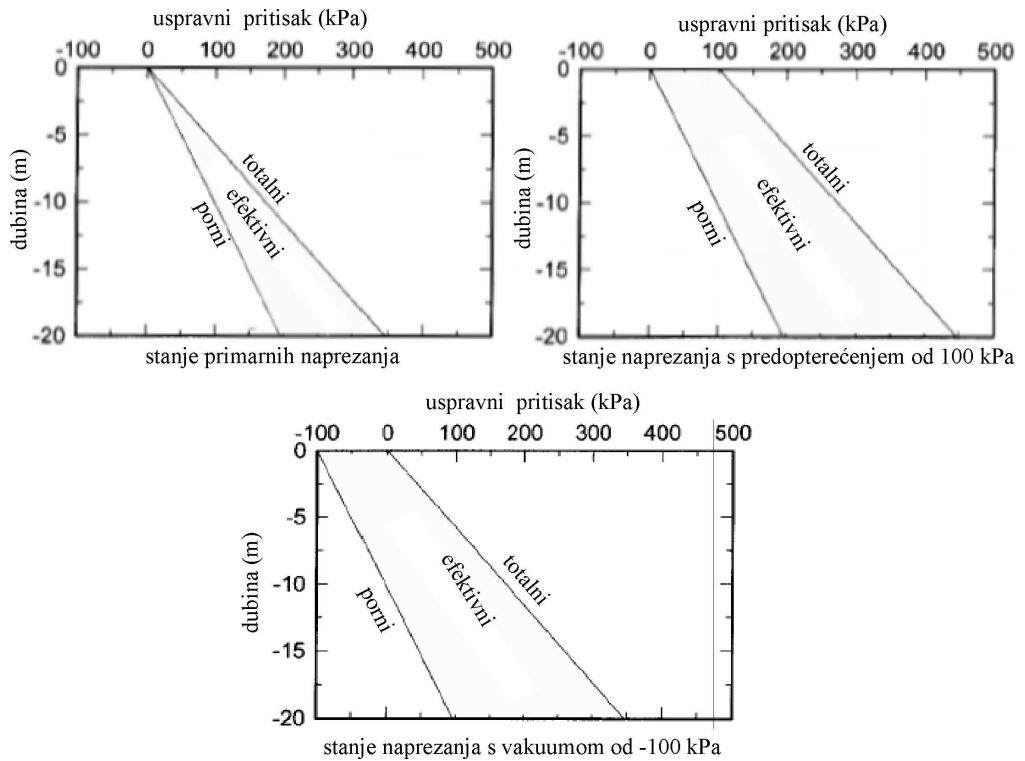 uspravni pritisak (kPa)
-100 0 100 200 300 400 500
0
-5
-10
-15
-20
dubina (m)
totalni
efektivni
porni
stanje primarnih naprezanja
uspravni pritisak (kPa)
-100 0 100 200 300 400 500
0
-5
-10
-15
-20
dubina (m)
totalni
efektivni
porni
stanje naprezanja s predopterećenjem od 100 kPa
uspravni pritisak (kPa)
-100 0 100 200 300 400 500
0
-5
-10
-15
-20
dubina (m)
totalni
efektivni
porni
stanje naprezanja s vakuumom od -100 kPa